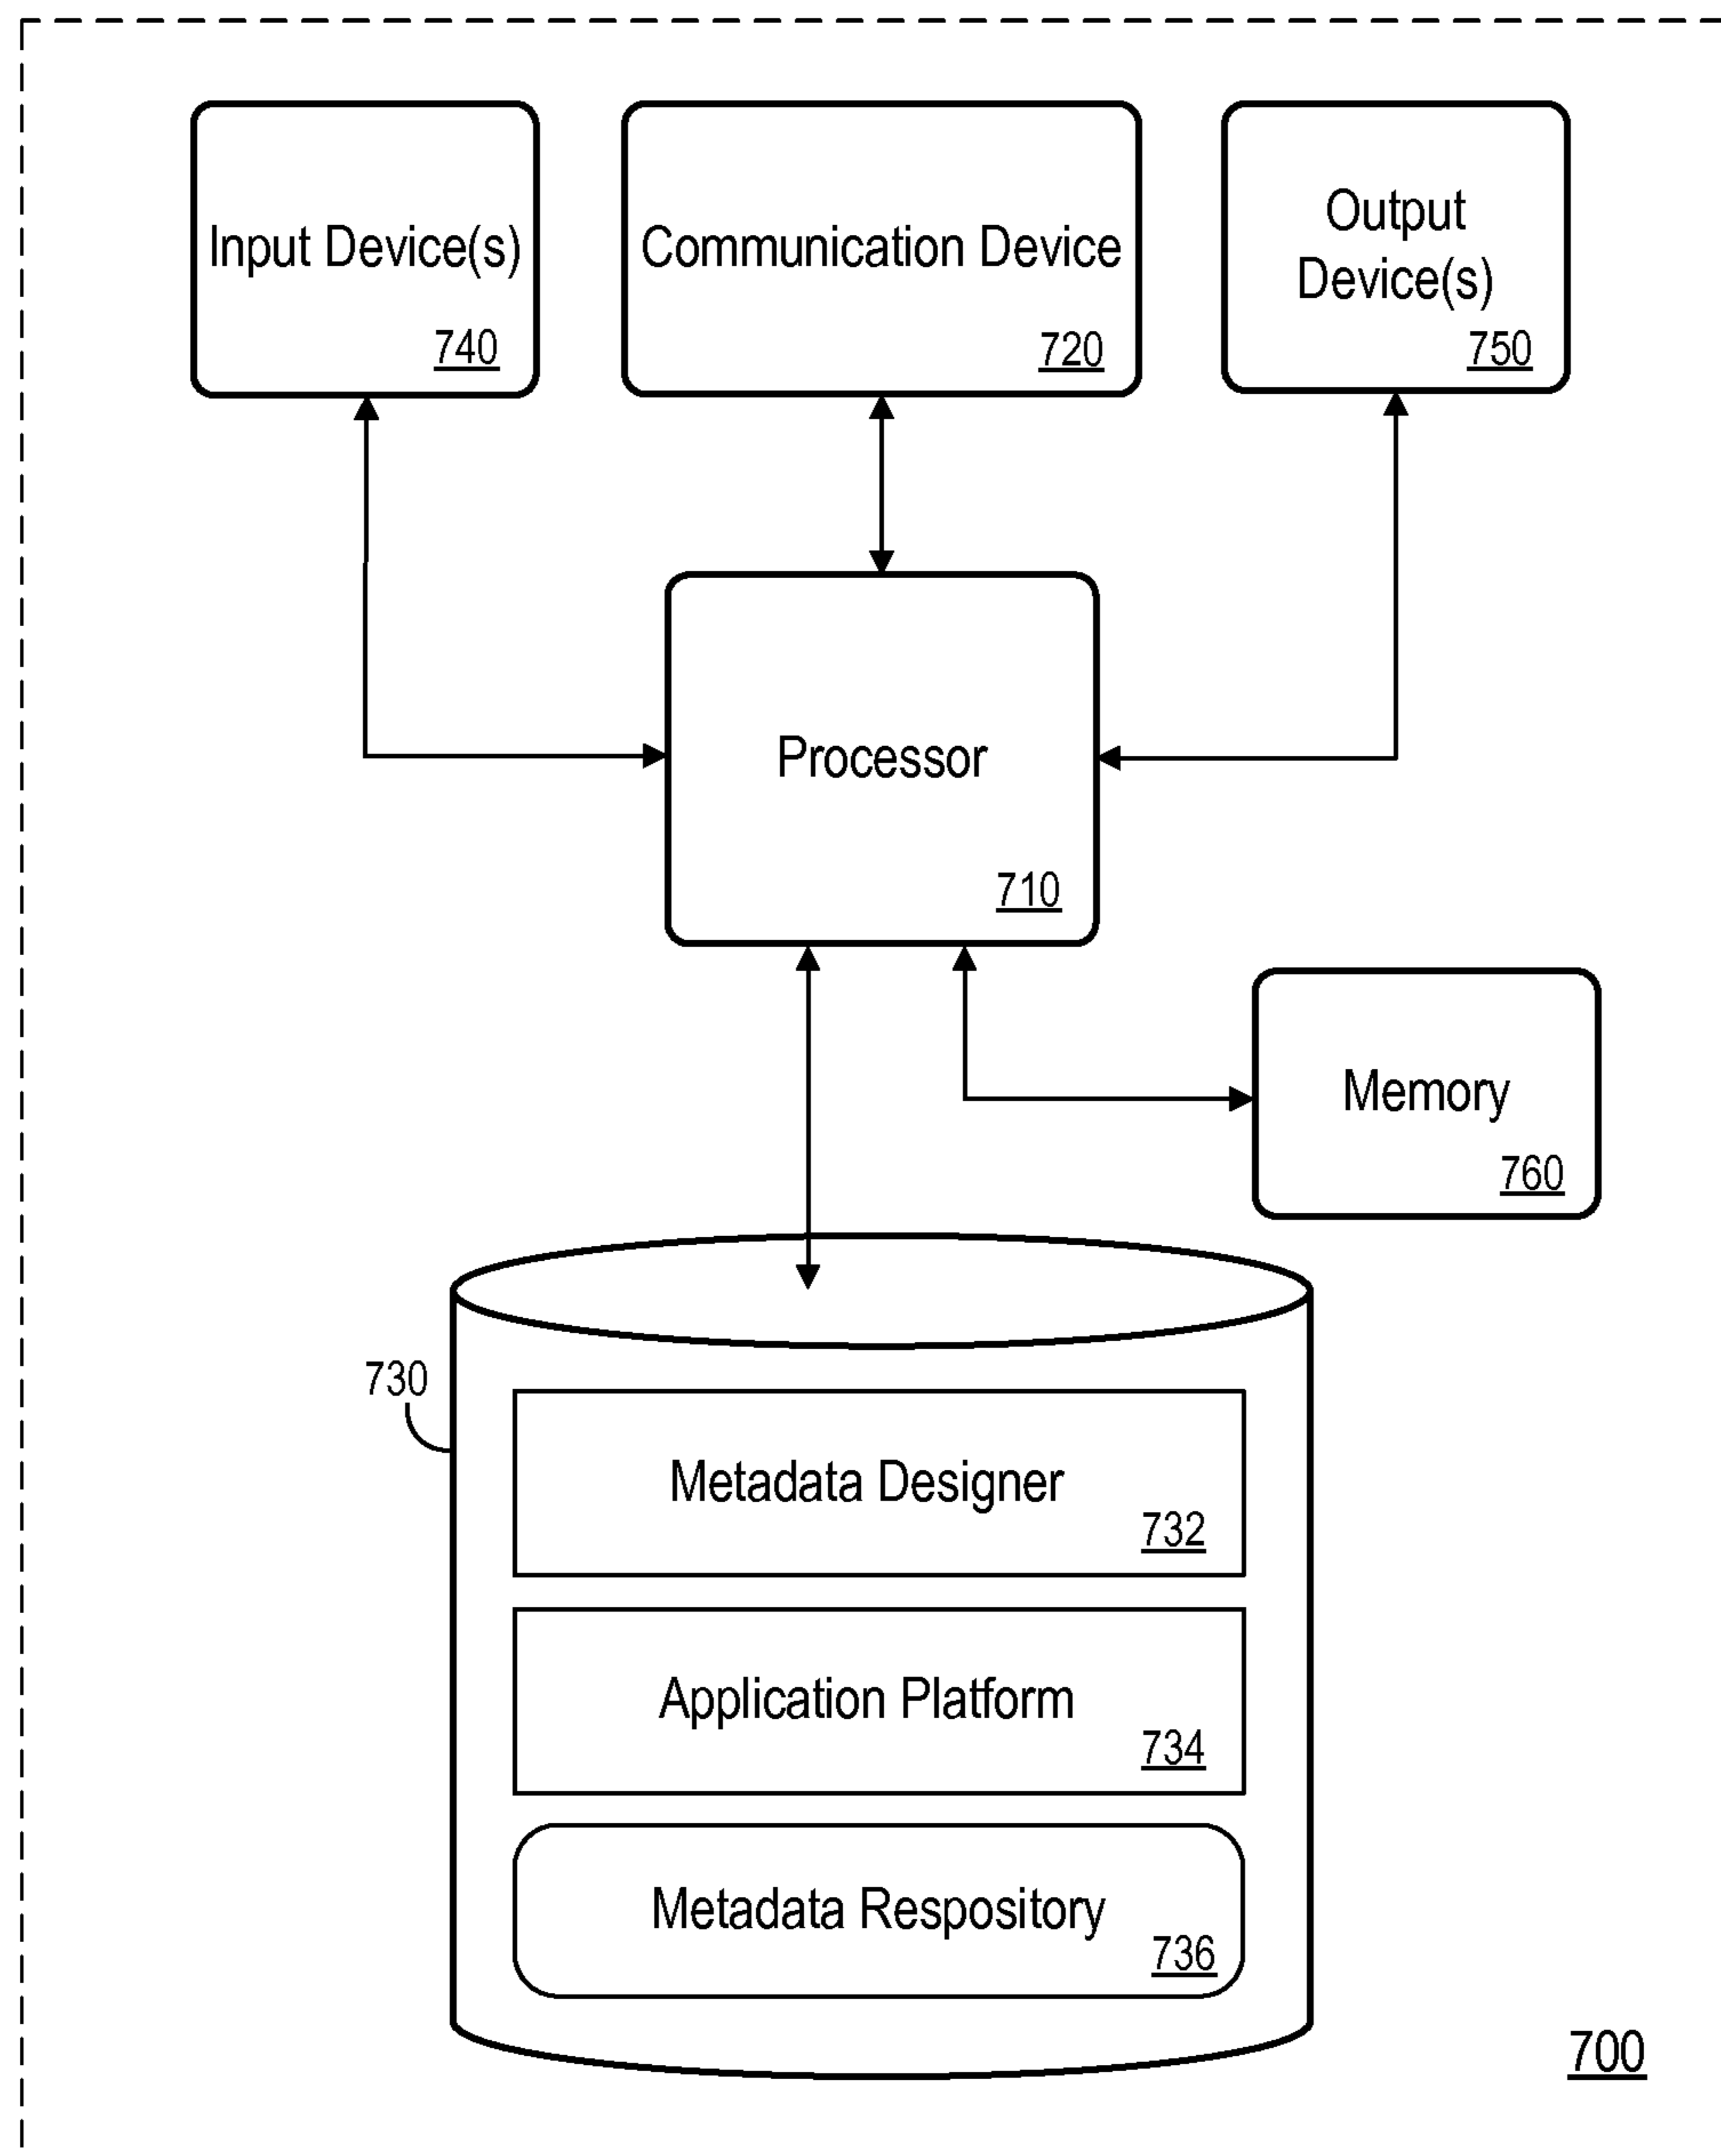 Input Device(s)
740
Communication Device
720
Output
Device(s)
750
Processor
710
Memory
760
730
Metadata Designer
732
Application Platform
734
Metadata Respository
736
700